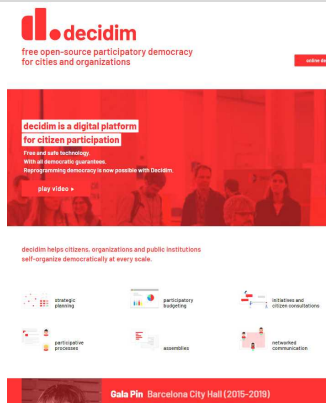 decidim
free open-source participatory democracy
for cities and organizations
online de
decidim is a digital platform
for citizen participation
Free and safe technology.
With all democratic guarantees.
Reprogramming democracy is now possible with Decidim.
play video
decidim helps citizens, organizations and public institutions
self-organize democratically at every scale.
strategic
planning
participatory
budgeting
initiatives and
citizen consultations
participative
processes
assemblies
networked
communication
Gala Pin Barcelona City Hall (2015-2019)